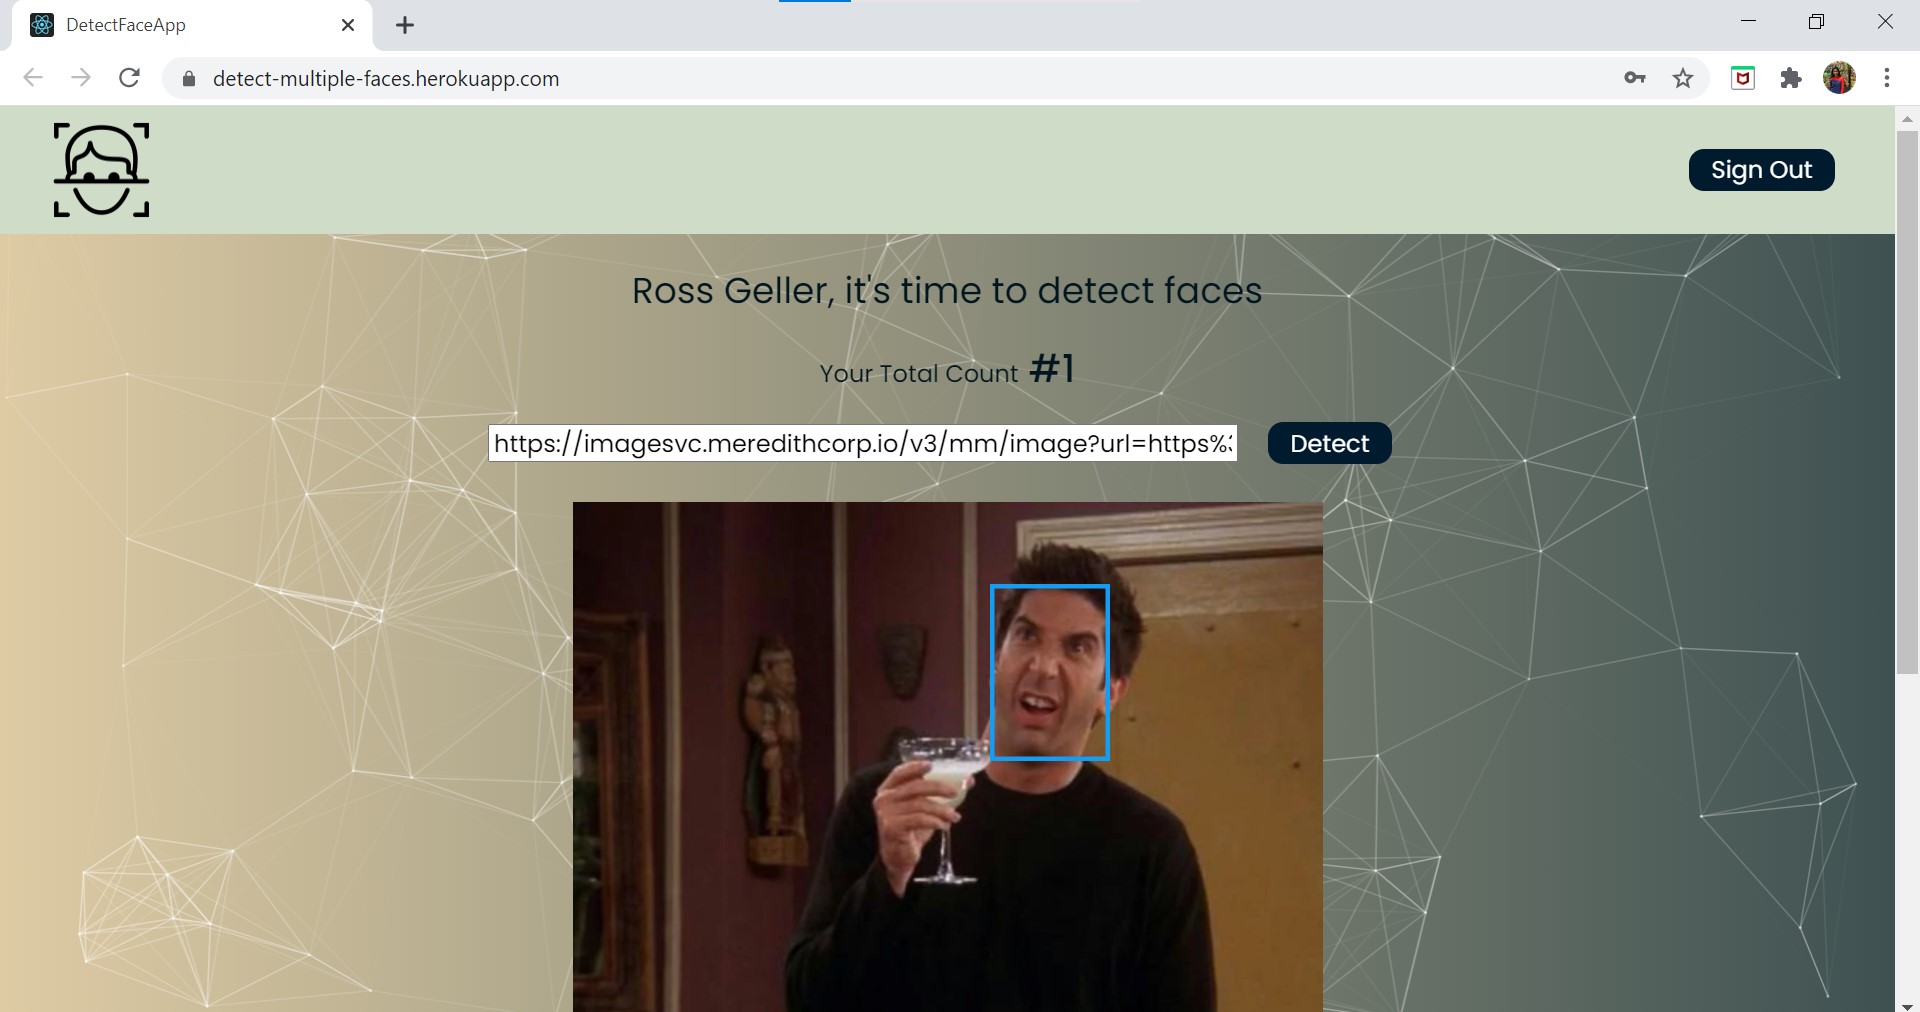 DetectFaceApp
detect-multiple-faces.herokuapp.com
Sign Out
Ross Geller, it's time to detect faces
Your Total Count #1
https://imagesvc.meredithcorp.io/v3/mm/image?url=https%
Detect